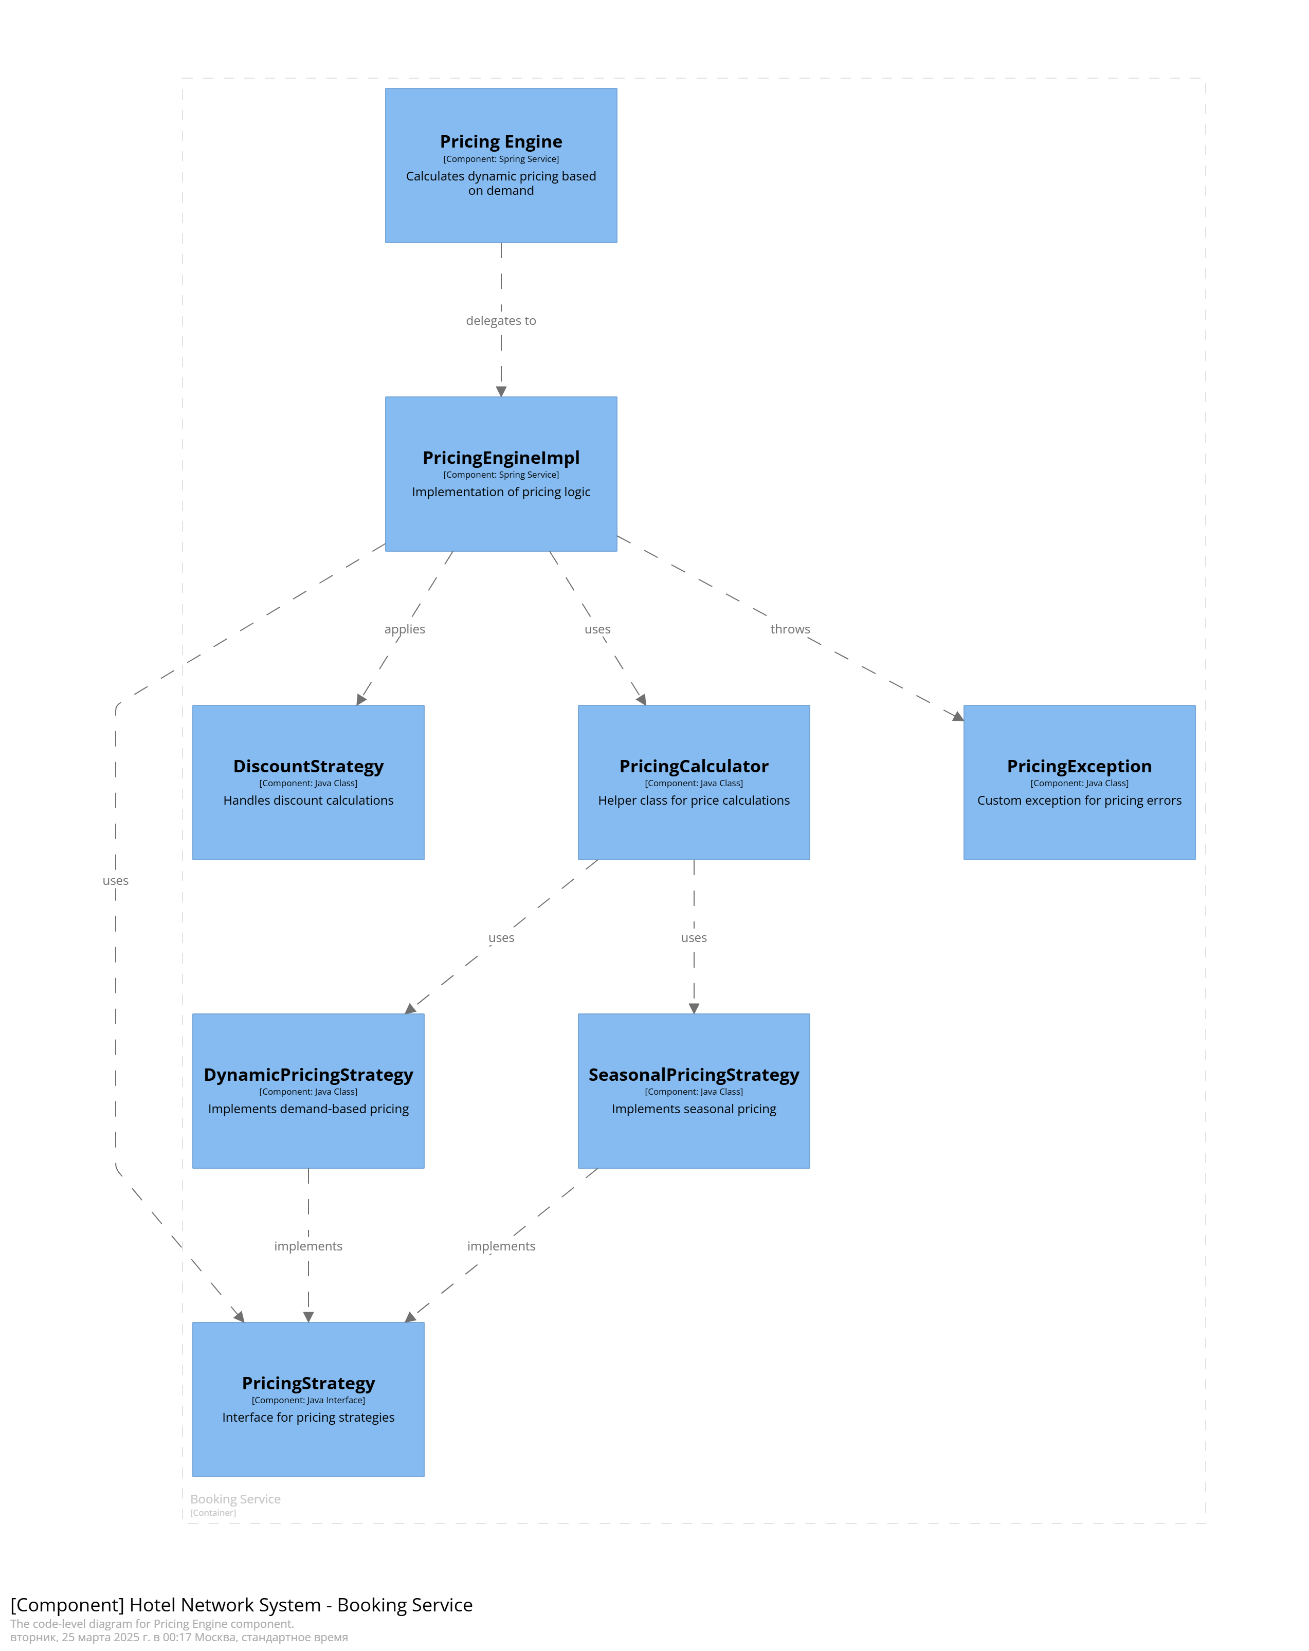 Pricing Engine
[Component: Spring Service]
Calculates dynamic pricing based
on demand
delegates to
PricingEngineImpl
[Component: Spring Service]
Implementation of pricing logic
applies
uses
throws
DiscountStrategy
[Component: Java Class]
Handles discount calculations
PricingCalculator
[Component: Java Class]
Helper class for price calculations
PricingException
[Component: Java Class]
Custom exception for pricing errors
uses
uses
uses
DynamicPricingStrategy
[Component: Java Class]
Implements demand-based pricing
SeasonalPricingStrategy
[Component: Java Class]
Implements seasonal pricing
implements
implements
PricingStrategy
[Component: Java Interface]
Interface for pricing strategies
Booking Service
[Container]
[Component] Hotel Network System - Booking Service
The code-level diagram for Pricing Engine component.
вторник, 25 марта 2025 г. в 00:17 Москва, стандартное время